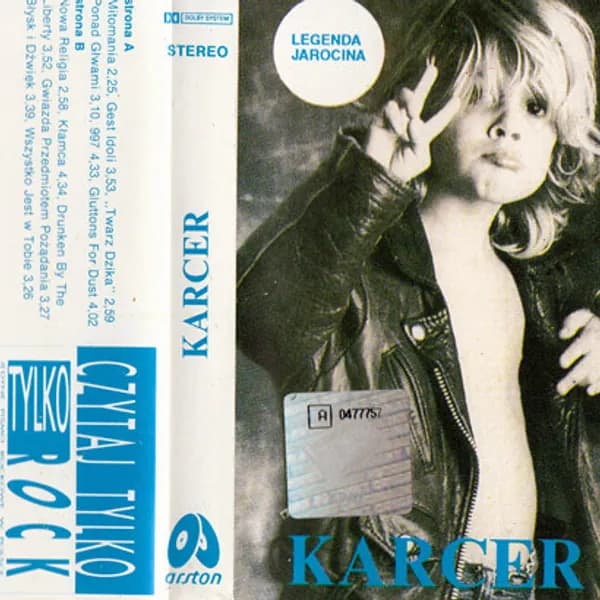 strona A
Mitomania 2.25, Gest Idoli 3.53, „Twarz Dzika" 2,59
Ponad Głwami 3.10, 997 4,33, Gluttons For Dust 4,02
strona B
Nowa Religia 2,58, Kłamca 4,34, Drunken By The
Liberty 3.52, Gwiazda Przedmiotem Pożądania 3.27
Błysk i Dźwięk 3.39, Wszystko Jest w Tobie 3.26
CZYTAJ TYLKO
TYLKO ROCK
DOLBY SYSTEM
STEREO
KARCER
arston
LEGENDA
JAROCINA
A 0477757
KARCER